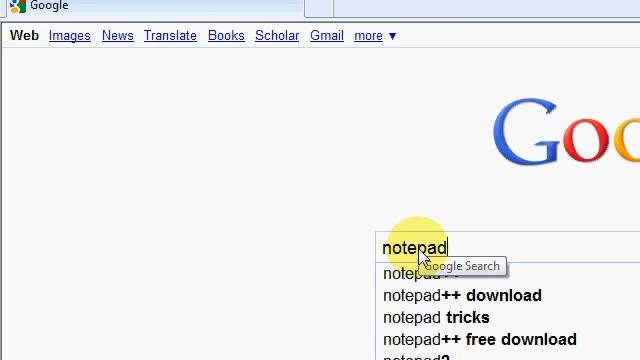 Google
Web Images News Translate Books Scholar Gmail more ▼
Goo
notepad
Google Search
notepad++
notepad++ download
notepad tricks
notepad++ free download
notepad2